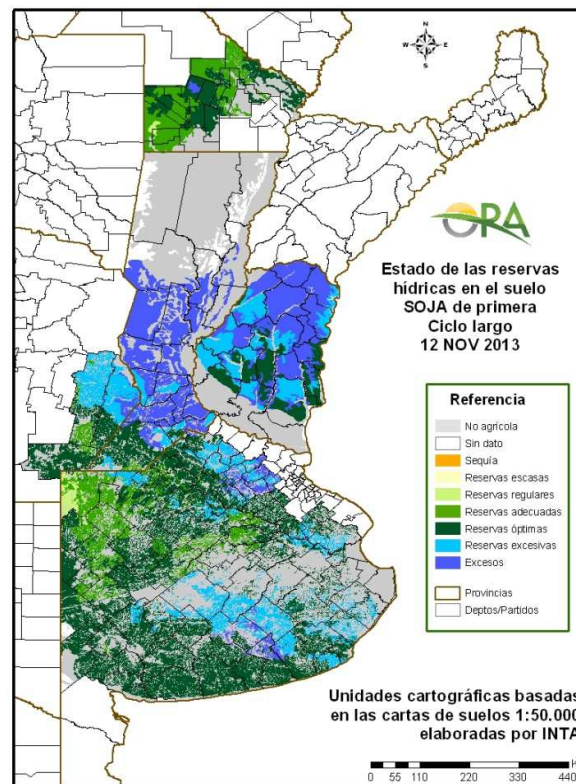 N
W E
S
ORA
Estado de las reservas
hídricas en el suelo
SOJA de primera
Ciclo largo
12 NOV 2013
Referencia
No agrícola
Sin dato
Sequía
Reservas escasas
Reservas regulares
Reservas adecuadas
Reservas óptimas
Reservas excesivas
Excesos
Provincias
Deptos/Partidos
Unidades cartográficas basadas
en las cartas de suelos 1:50.000
elaboradas por INTA
0 55 110 220 330 440